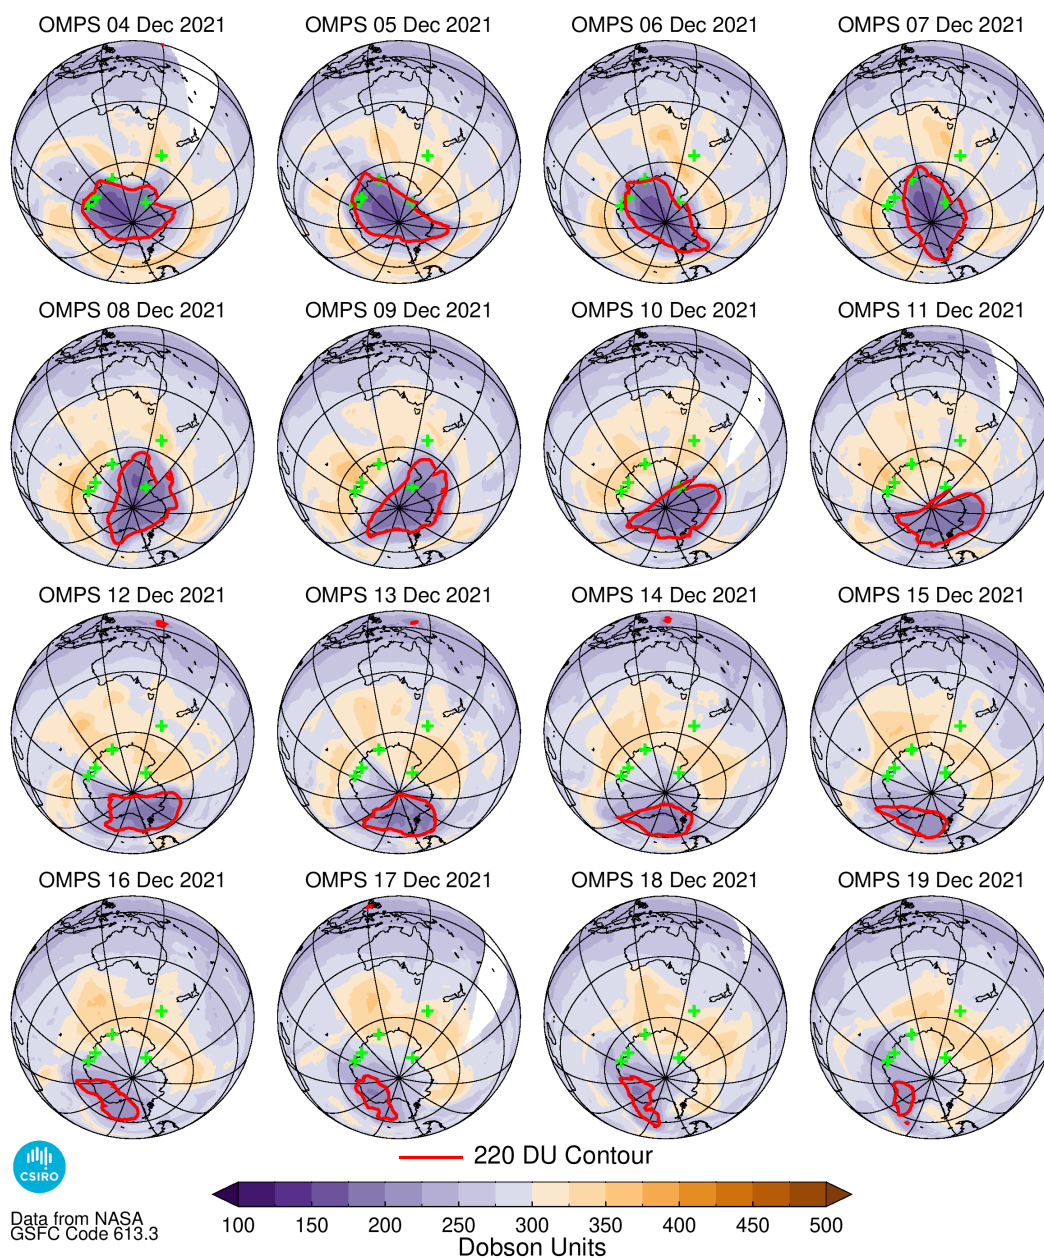 OMPS 04 Dec 2021 OMPS 05 Dec 2021 OMPS 06 Dec 2021 OMPS 07 Dec 2021
OMPS 08 Dec 2021 OMPS 09 Dec 2021 OMPS 10 Dec 2021 OMPS 11 Dec 2021
OMPS 12 Dec 2021 OMPS 13 Dec 2021 OMPS 14 Dec 2021 OMPS 15 Dec 2021
OMPS 16 Dec 2021 OMPS 17 Dec 2021 OMPS 18 Dec 2021 OMPS 19 Dec 2021
220 DU Contour
CSIRO
Data from NASA
GSFC Code 613.3
100 150 200 250 300 350 400 450 500
Dobson Units